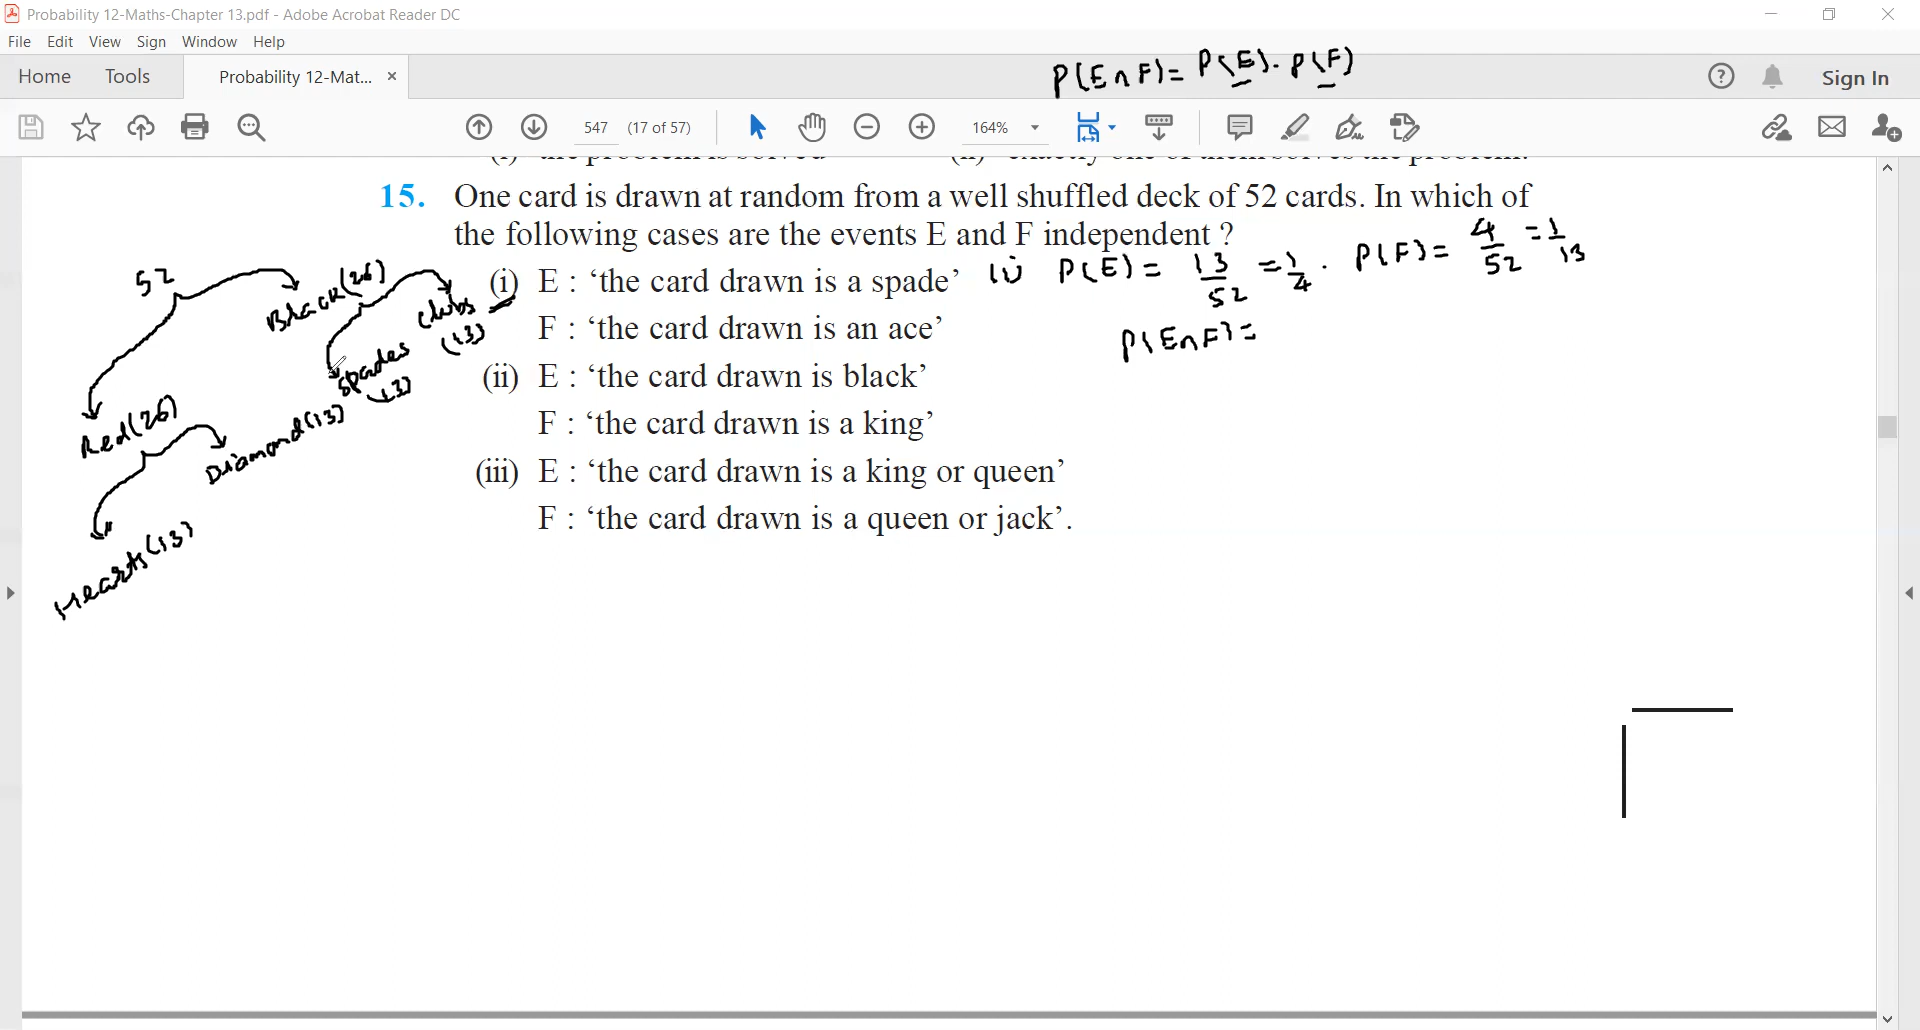 Probability 12-Maths-Chapter 13.pdf - Adobe Acrobat Reader DC
File Edit View Sign Window Help
Home Tools Probability 12-Mat... × Sign In
547 (17 of 57) 164%
P(E∩F)= P(E). P(F)
15. One card is drawn at random from a well shuffled deck of 52 cards. In which of
the following cases are the events E and F independent ?
(i) E : ‘the card drawn is a spade’
F : ‘the card drawn is an ace’
(ii) E : ‘the card drawn is black’
F : ‘the card drawn is a king’
(iii) E : ‘the card drawn is a king or queen’
F : ‘the card drawn is a queen or jack’.
(i) P(E) = 13/52 = 1/4 . P(F) = 4/52 = 1/13
P(E∩F) =
52
Black(26)
Clubs
(13)
Spades
(13)
Red(26)
Diamond(13)
Hearts(13)